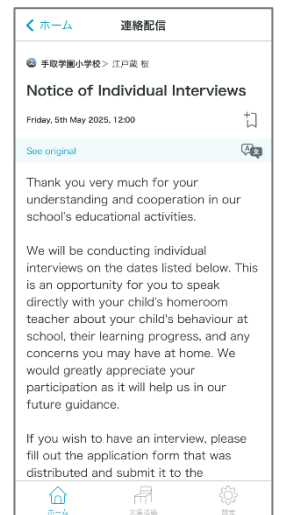 ホーム
連絡配信
手取学園小学校> 江戸蔵 桜
Notice of Individual Interviews
Friday, 5th May 2025, 12:00
See original
Thank you very much for your
understanding and cooperation in our
school's educational activities.
We will be conducting individual
interviews on the dates listed below. This
is an opportunity for you to speak
directly with your child's homeroom
teacher about your child's behaviour at
school, their learning progress, and any
concerns you may have at home. We
would greatly appreciate your
participation as it will help us in our
future guidance.
If you wish to have an interview, please
fill out the application form that was
distributed and submit it to the
ホーム
欠席連絡
設定